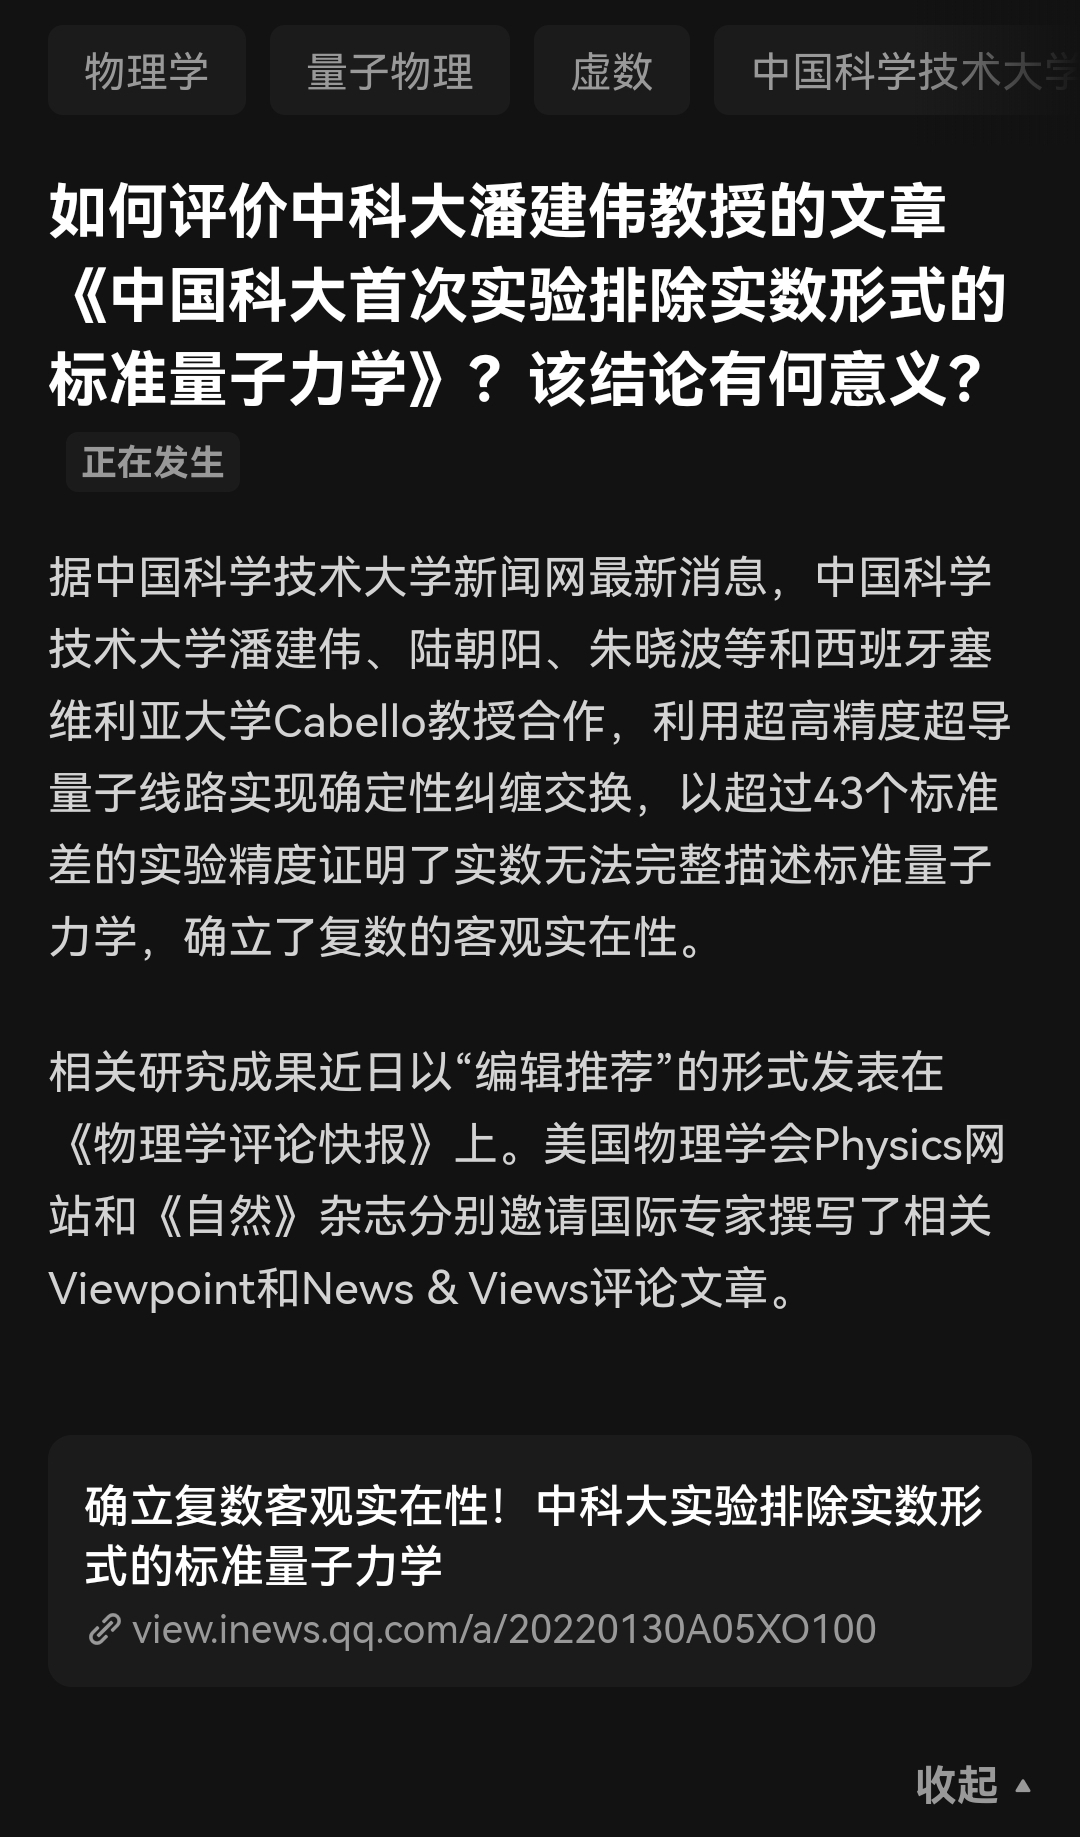 物理学
量子物理
虚数
中国科学技术大学
如何评价中科大潘建伟教授的文章
《中国科大首次实验排除实数形式的
标准量子力学》？该结论有何意义？
正在发生
据中国科学技术大学新闻网最新消息，中国科学
技术大学潘建伟、陆朝阳、朱晓波等和西班牙塞
维利亚大学Cabello教授合作，利用超高精度超导
量子线路实现确定性纠缠交换，以超过43个标准
差的实验精度证明了实数无法完整描述标准量子
力学，确立了复数的客观实在性。
相关研究成果近日以“编辑推荐”的形式发表在
《物理学评论快报》上。美国物理学会Physics网
站和《自然》杂志分别邀请国际专家撰写了相关
Viewpoint和News & Views评论文章。
确立复数客观实在性！中科大实验排除实数形
式的标准量子力学
view.inews.qq.com/a/20220130A05XO100
收起